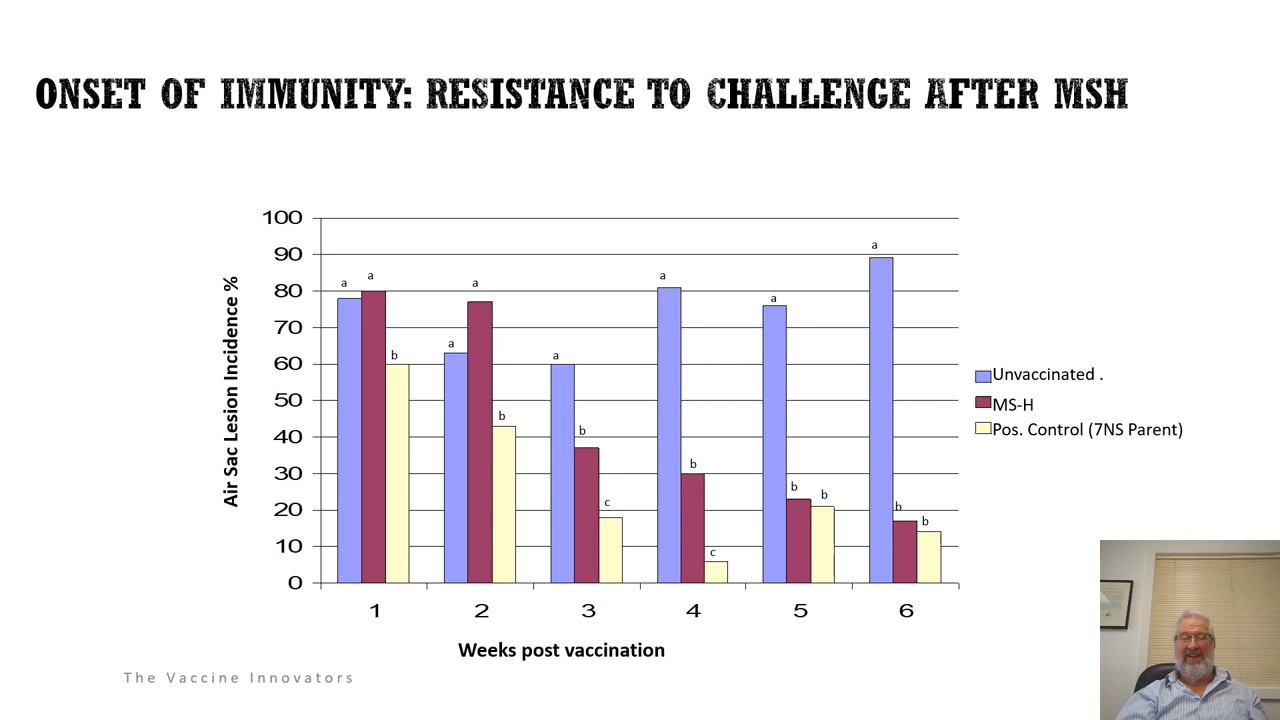 ONSET OF IMMUNITY: RESISTANCE TO CHALLENGE AFTER MSH
Air Sac Lesion Incidence %
100
90
80
70
60
50
40
30
20
10
0
a
a
b
a
a
b
a
b
c
a
b
c
a
b
b
a
b
b
1
2
3
4
5
6
Weeks post vaccination
Unvaccinated .
MS-H
Pos. Control (7NS Parent)
The Vaccine Innovators